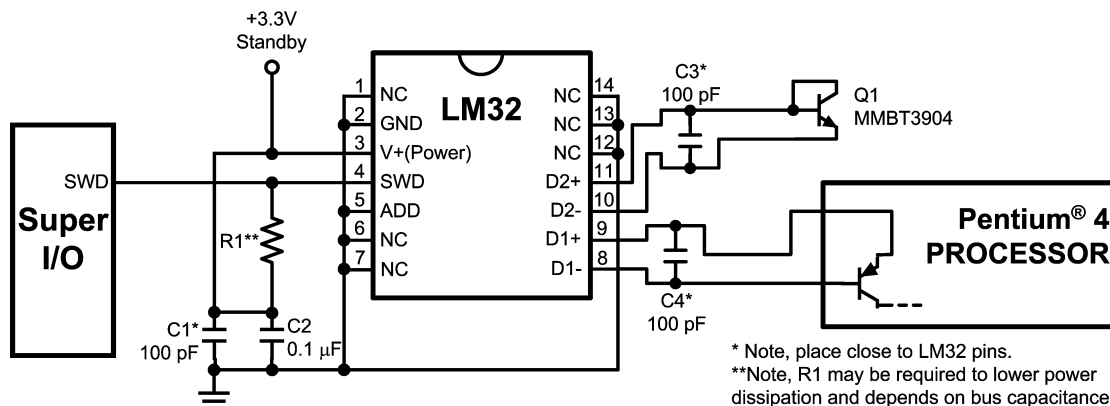 +3.3V
Standby
Super
I/O
SWD
R1**
C1*
100 pF
C2
0.1 µF
LM32
1
NC
2
GND
3
V+(Power)
4
SWD
5
ADD
6
NC
7
NC
14
NC
13
NC
12
NC
11
D2+
10
D2-
9
D1+
8
D1-
C3*
100 pF
Q1
MMBT3904
C4*
100 pF
Pentium® 4
PROCESSOR
* Note, place close to LM32 pins.
**Note, R1 may be required to lower power
dissipation and depends on bus capacitance